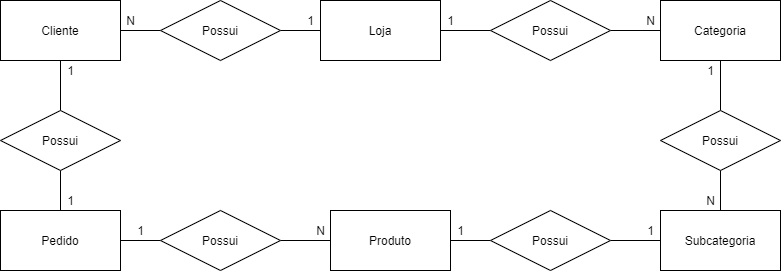 Cliente
N
Possui
1
Loja
1
Possui
N
Categoria
1
1
Possui
Possui
1
N
Pedido
1
Possui
N
Produto
1
Possui
1
Subcategoria